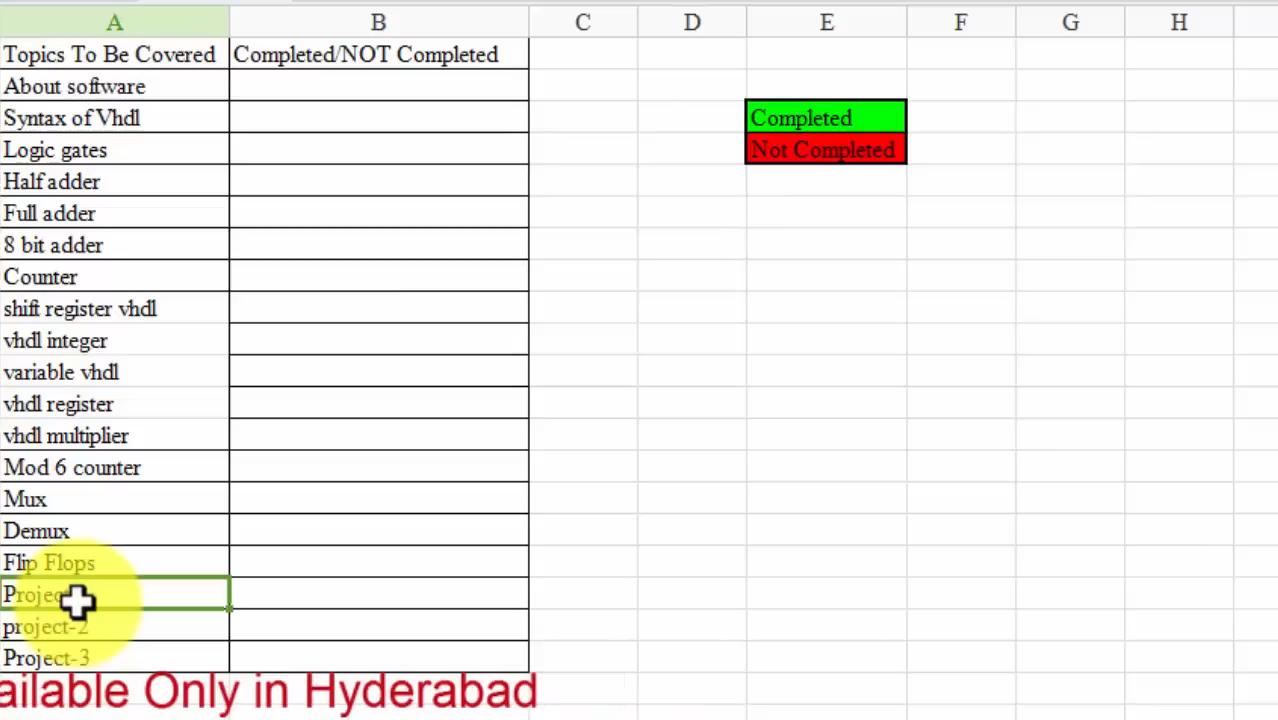 A B C D E F G H
Topics To Be Covered Completed/NOT Completed
About software
Syntax of Vhdl Completed
Logic gates Not Completed
Half adder
Full adder
8 bit adder
Counter
shift register vhdl
vhdl integer
variable vhdl
vhdl register
vhdl multiplier
Mod 6 counter
Mux
Demux
Flip Flops
project-2
Project-3
Only in Hyderabad